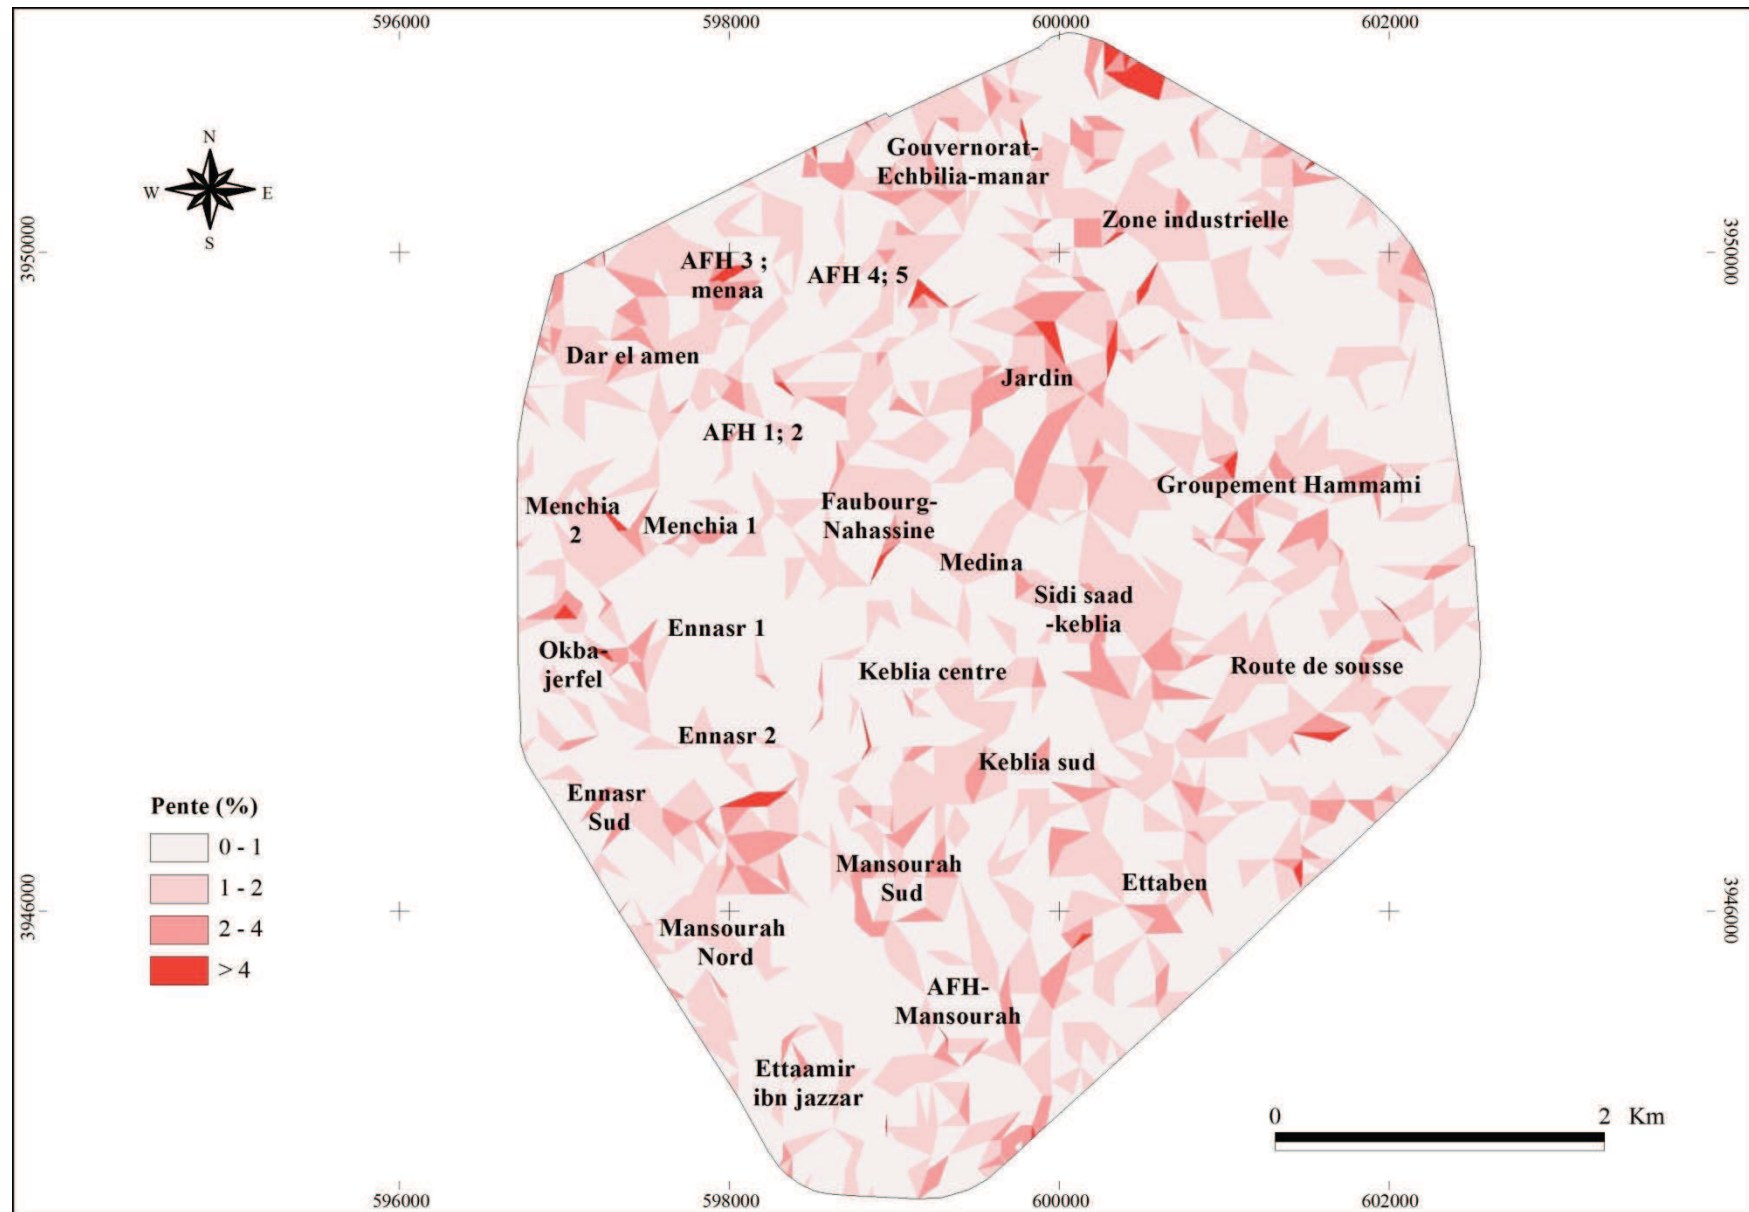 596000
598000
600000
602000
N
W
E
S
3950000
3950000
Gouvernorat-
Echbilia-manar
Zone industrielle
AFH 3 ;
menaa
AFH 4; 5
Dar el amen
Jardin
AFH 1; 2
Groupement Hammami
Menchia
2
Menchia 1
Faubourg-
Nahassine
Medina
Sidi saad
-keblia
Ennasr 1
Okba-
jerfel
Keblia centre
Route de sousse
Ennasr 2
Keblia sud
Ennasr
Sud
Pente (%)
0 - 1
1 - 2
2 - 4
> 4
Mansourah
Sud
Ettaben
3946000
3946000
Mansourah
Nord
AFH-
Mansourah
Ettaamir
ibn jazzar
0
2 Km
596000
598000
600000
602000